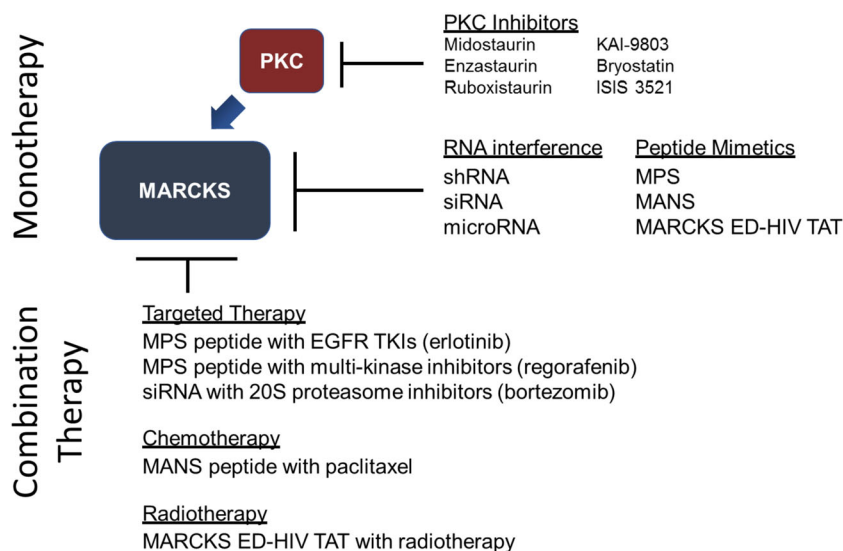 Monotherapy
PKC
PKC Inhibitors
Midostaurin KAI-9803
Enzastaurin Bryostatin
Ruboxistaurin ISIS 3521
MARCKS
RNA interference Peptide Mimetics
shRNA MPS
siRNA MANS
microRNA MARCKS ED-HIV TAT
Combination
Therapy
Targeted Therapy
MPS peptide with EGFR TKIs (erlotinib)
MPS peptide with multi-kinase inhibitors (regorafenib)
siRNA with 20S proteasome inhibitors (bortezomib)
Chemotherapy
MANS peptide with paclitaxel
Radiotherapy
MARCKS ED-HIV TAT with radiotherapy